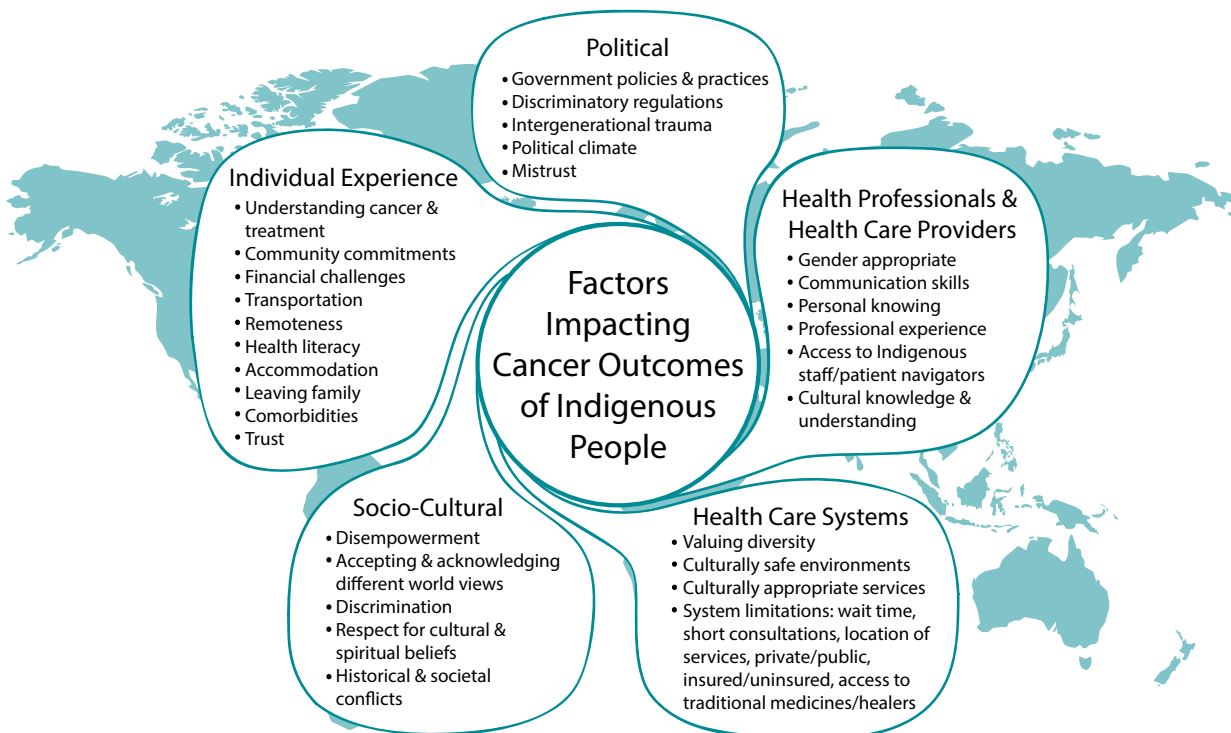 Political
• Government policies & practices
• Discriminatory regulations
• Intergenerational trauma
• Political climate
• Mistrust
Individual Experience
• Understanding cancer &
treatment
• Community commitments
• Financial challenges
• Transportation
• Remoteness
• Health literacy
• Accommodation
• Leaving family
• Comorbidities
• Trust
Health Professionals &
Health Care Providers
• Gender appropriate
• Communication skills
• Personal knowing
• Professional experience
• Access to Indigenous
staff/patient navigators
• Cultural knowledge &
understanding
Factors
Impacting
Cancer Outcomes
of Indigenous
People
Socio-Cultural
• Disempowerment
• Accepting & acknowledging
different world views
• Discrimination
• Respect for cultural &
spiritual beliefs
• Historical & societal
conflicts
Health Care Systems
• Valuing diversity
• Culturally safe environments
• Culturally appropriate services
• System limitations: wait time,
short consultations, location of
services, private/public,
insured/uninsured, access to
traditional medicines/healers